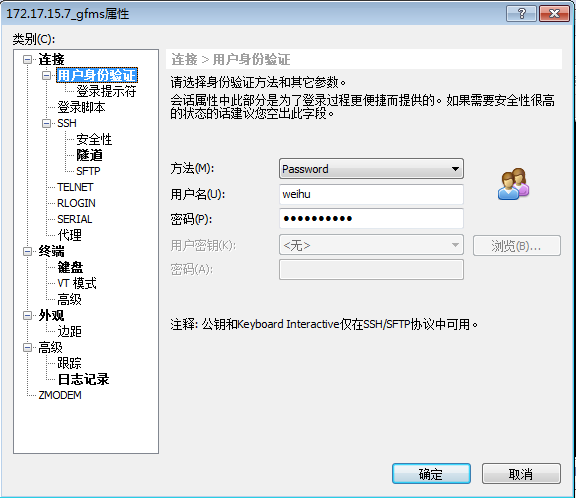 172.17.15.7_gfms属性
类别(C):
连接
用户身份验证
登录提示符
登录脚本
SSH
安全性
隧道
SFTP
TELNET
RLOGIN
SERIAL
代理
终端
键盘
VT 模式
高级
外观
边距
高级
跟踪
日志记录
ZMODEM
连接 > 用户身份验证
请选择身份验证方法和其它参数。
会话属性中此部分是为了登录过程更便捷而提供的。如果需要安全性很高
的状态的话建议您空出此字段。
方法(M): Password
用户名(U): weihu
密码(P): ●●●●●●●●●●
用户密钥(K): <无> 浏览(B)...
密码(A):
注释: 公钥和Keyboard Interactive仅在SSH/SFTP协议中可用。
确定 取消